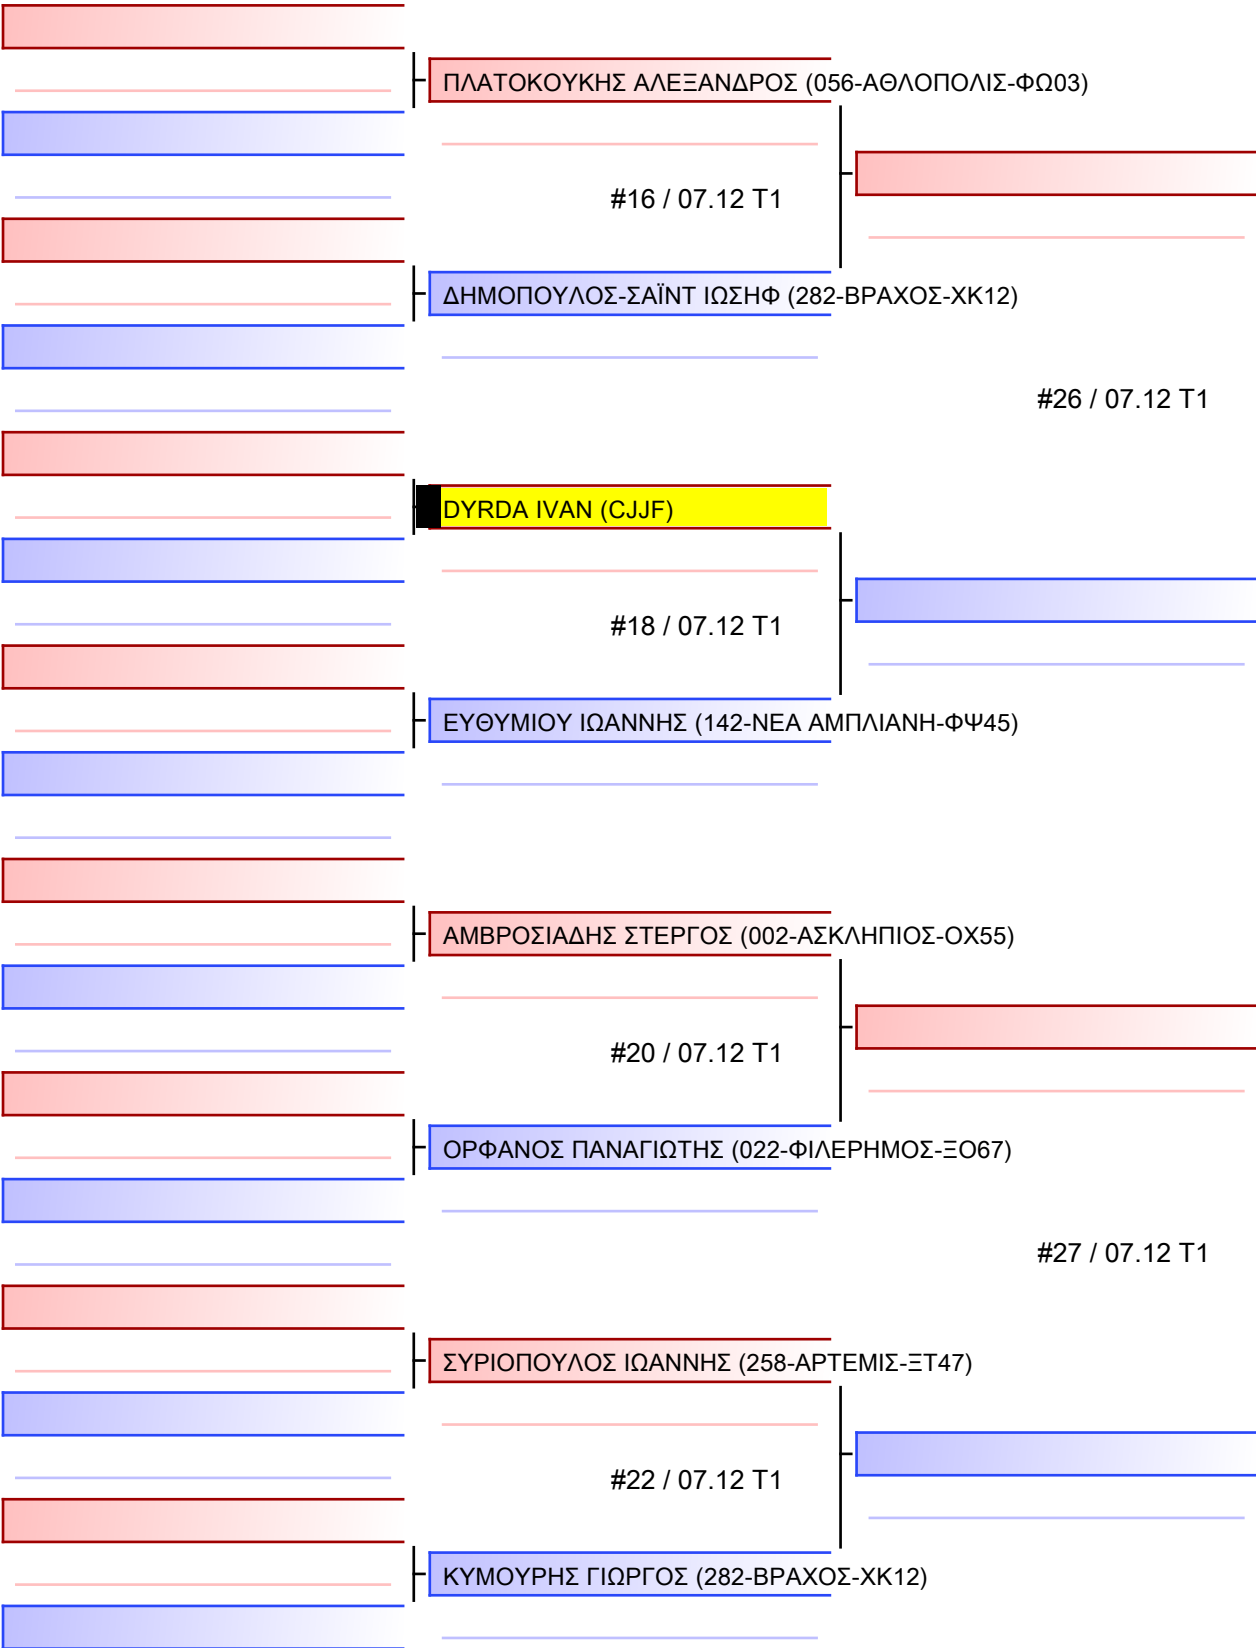 ΠΛΑΤΟΚΟΥΚΗΣ ΑΛΕΞΑΝΔΡΟΣ (056-ΑΘΛΟΠΟΛΙΣ-ΦΩ03)
#16 / 07.12 T1
ΔΗΜΟΠΟΥΛΟΣ-ΣΑΪΝΤ ΙΩΣΗΦ (282-ΒΡΑΧΟΣ-ΧΚ12)
#26 / 07.12 T1
DYRDA IVAN (CJJF)
#18 / 07.12 T1
ΕΥΘΥΜΙΟΥ ΙΩΑΝΝΗΣ (142-ΝΕΑ ΑΜΠΛΙΑΝΗ-ΦΨ45)
ΑΜΒΡΟΣΙΑΔΗΣ ΣΤΕΡΓΟΣ (002-ΑΣΚΛΗΠΙΟΣ-ΟΧ55)
#20 / 07.12 T1
ΟΡΦΑΝΟΣ ΠΑΝΑΓΙΩΤΗΣ (022-ΦΙΛΕΡΗΜΟΣ-ΞΟ67)
#27 / 07.12 T1
ΣΥΡΙΟΠΟΥΛΟΣ ΙΩΑΝΝΗΣ (258-ΑΡΤΕΜΙΣ-ΞΤ47)
#22 / 07.12 T1
ΚΥΜΟΥΡΗΣ ΓΙΩΡΓΟΣ (282-ΒΡΑΧΟΣ-ΧΚ12)